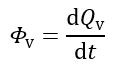 Φᵥ = dQᵥ / dt